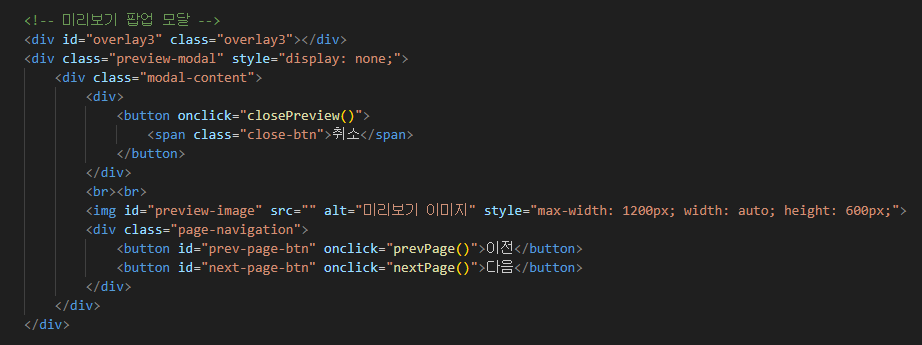 <!-- 미리보기 팝업 모달 -->
<div id="overlay3" class="overlay3"></div>
<div class="preview-modal" style="display: none;">
<div class="modal-content">
<div>
<button onclick="closePreview()">
<span class="close-btn">취소</span>
</button>
</div>
<br><br>
<img id="preview-image" src="" alt="미리보기 이미지" style="max-width: 1200px; width: auto; height: 600px;">
<div class="page-navigation">
<button id="prev-page-btn" onclick="prevPage()">이전</button>
<button id="next-page-btn" onclick="nextPage()">다음</button>
</div>
</div>
</div>